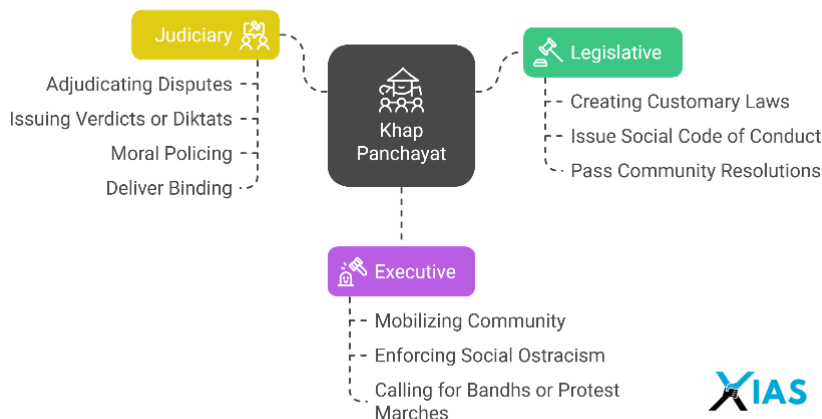 Judiciary
Adjudicating Disputes
Issuing Verdicts or Diktats
Moral Policing
Deliver Binding
Khap
Panchayat
Legislative
Creating Customary Laws
Issue Social Code of Conduct
Pass Community Resolutions
Executive
Mobilizing Community
Enforcing Social Ostracism
Calling for Bandhs or Protest
Marches
XIAS